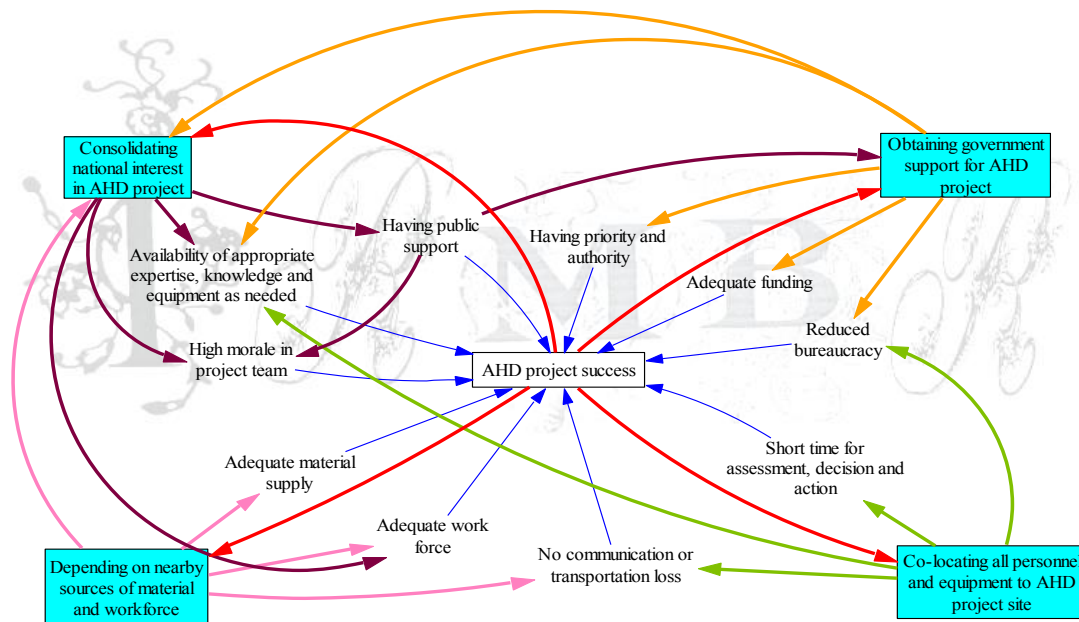 Consolidating
national interest
in AHD project
Obtaining government
support for AHD
project
Having public
support
Having priority and
authority
Availability of appropriate
expertise, knowledge and
equipment as needed
Adequate funding
Reduced
bureaucracy
High morale in
project team
AHD project success
Adequate material
supply
Short time for
assessment, decision and
action
Adequate work
force
No communication or
transportation loss
Depending on nearby
sources of material
and workforce
Co-locating all personne
and equipment to AHD
project site